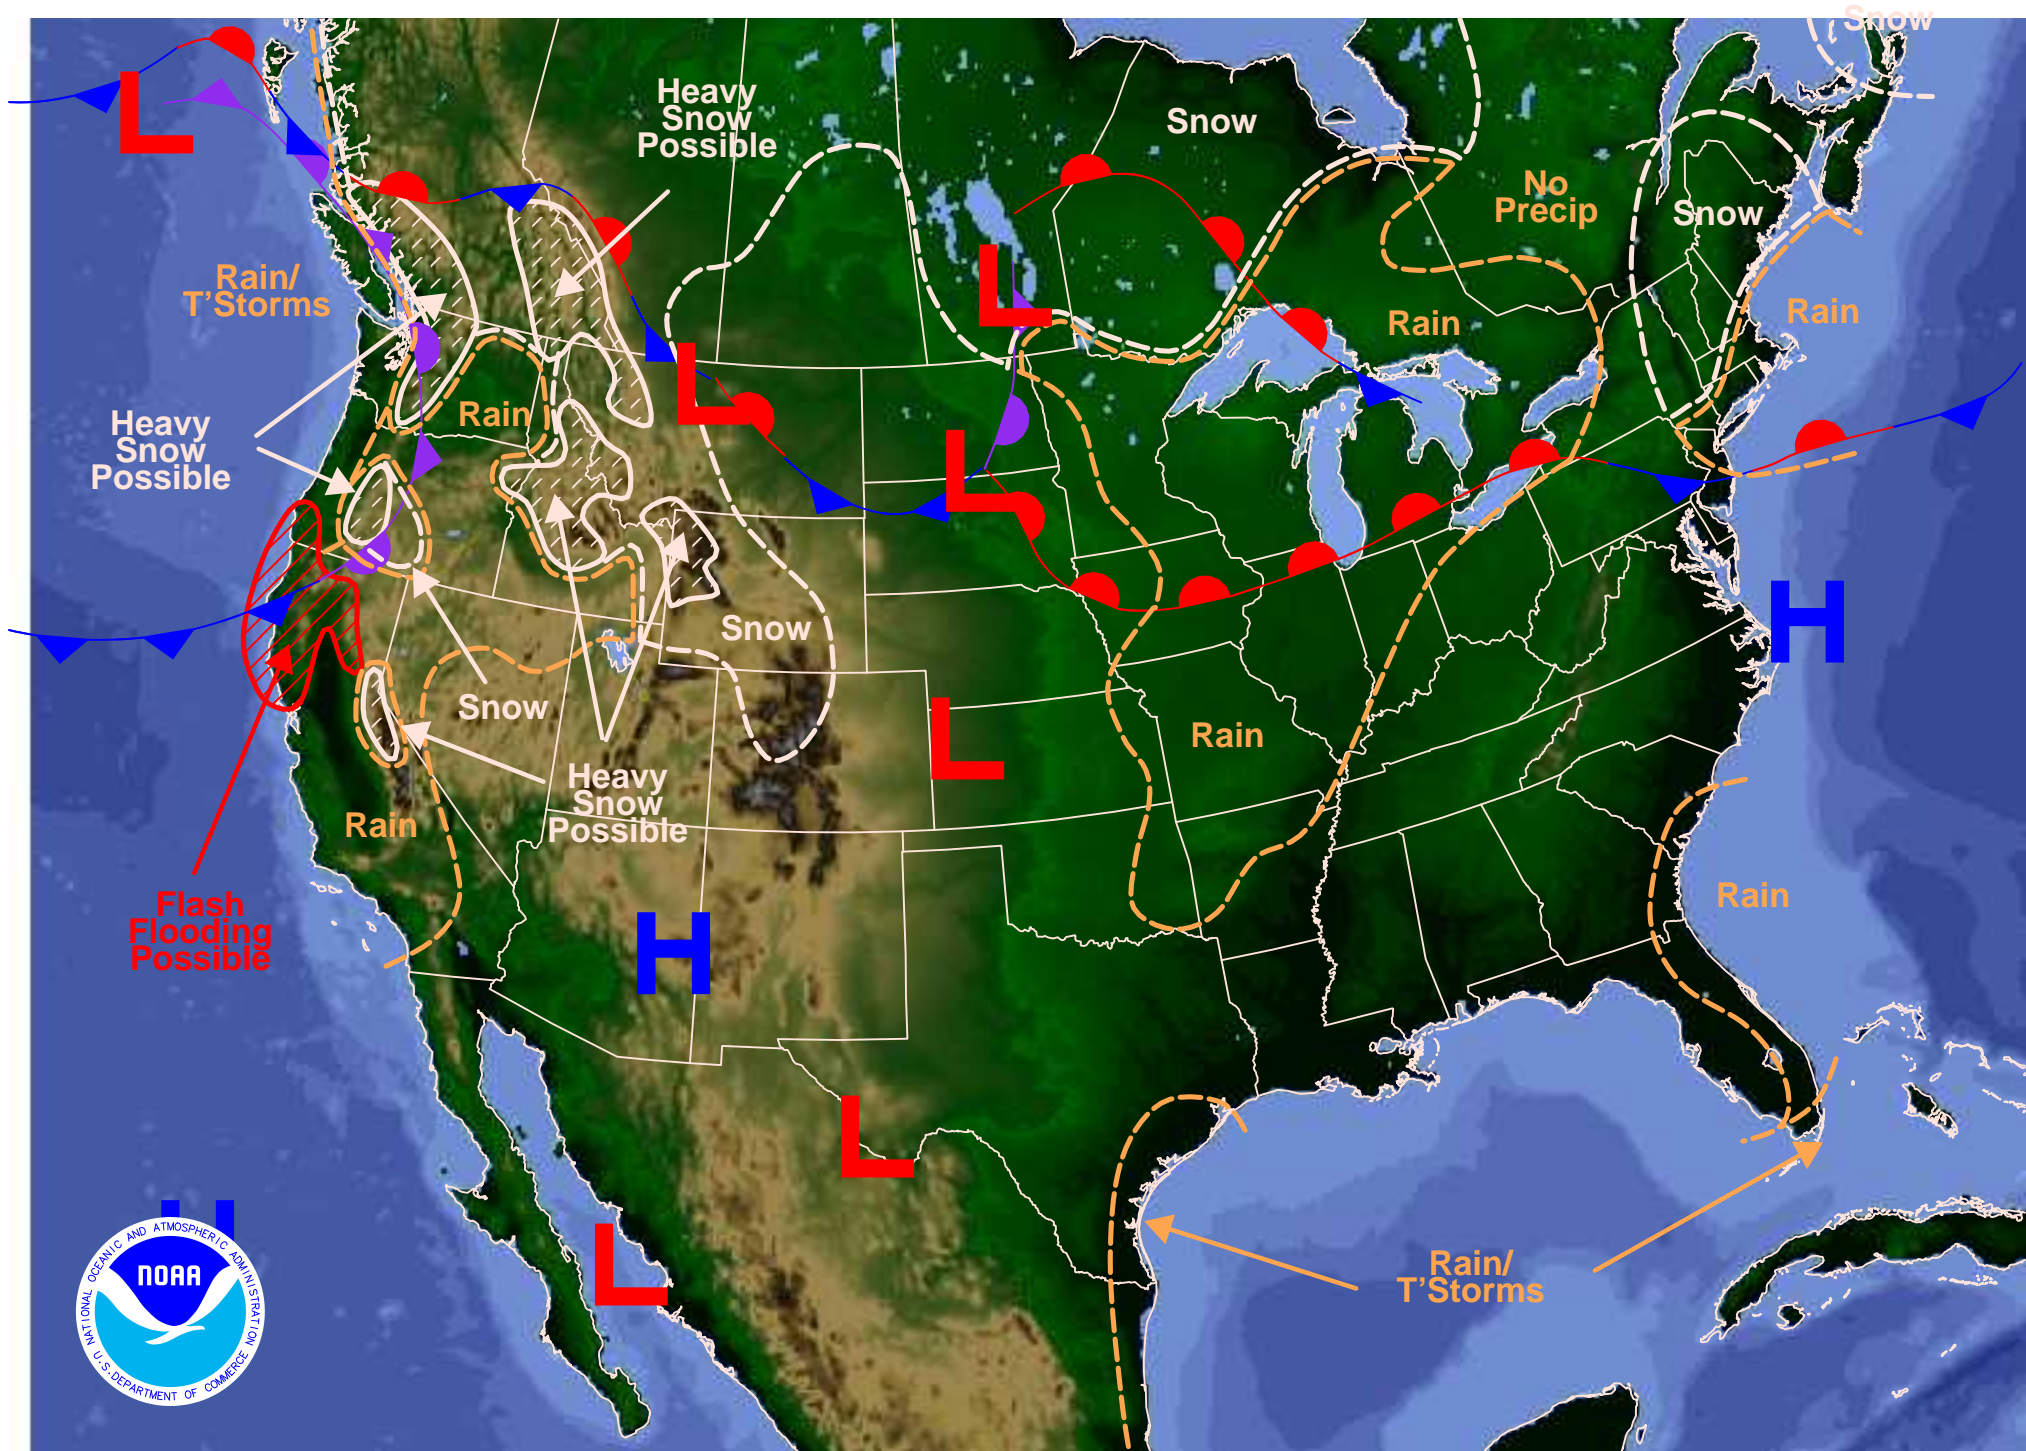 Snow
L
Heavy
Snow
Possible
Snow
No
Precip
Snow
Rain/
T'Storms
L
Rain
Rain
L
Heavy
Snow
Possible
Rain
L
H
Snow
Snow
L
Rain
Heavy
Snow
Possible
Rain
Rain
Flash
Flooding
Possible
H
L
L
Rain/
T'Storms
NATIONAL OCEANIC AND ATMOSPHERIC ADMINISTRATION
NOAA
U.S. DEPARTMENT OF COMMERCE